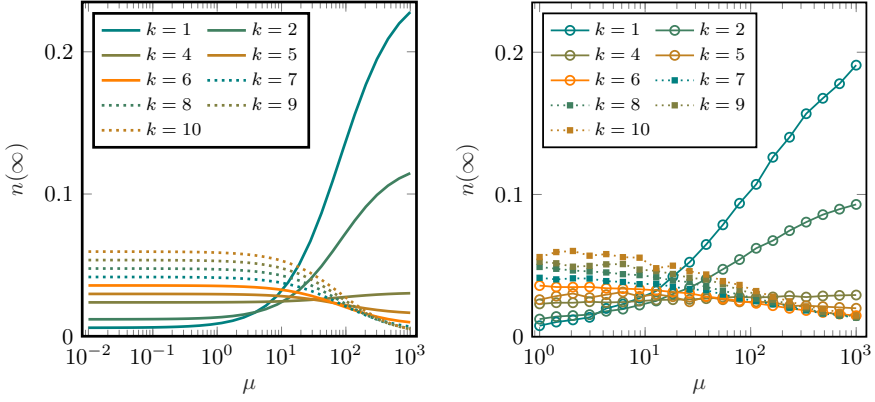 0.2
0.1
0
n(∞)
k = 1 k = 2
k = 4 k = 5
k = 6 k = 7
k = 8 k = 9
k = 10
10⁻² 10⁻¹ 10⁰ 10¹ 10² 10³
μ
0.2
0.1
0
n(∞)
k = 1 k = 2
k = 4 k = 5
k = 6 k = 7
k = 8 k = 9
k = 10
10⁰ 10¹ 10² 10³
μ